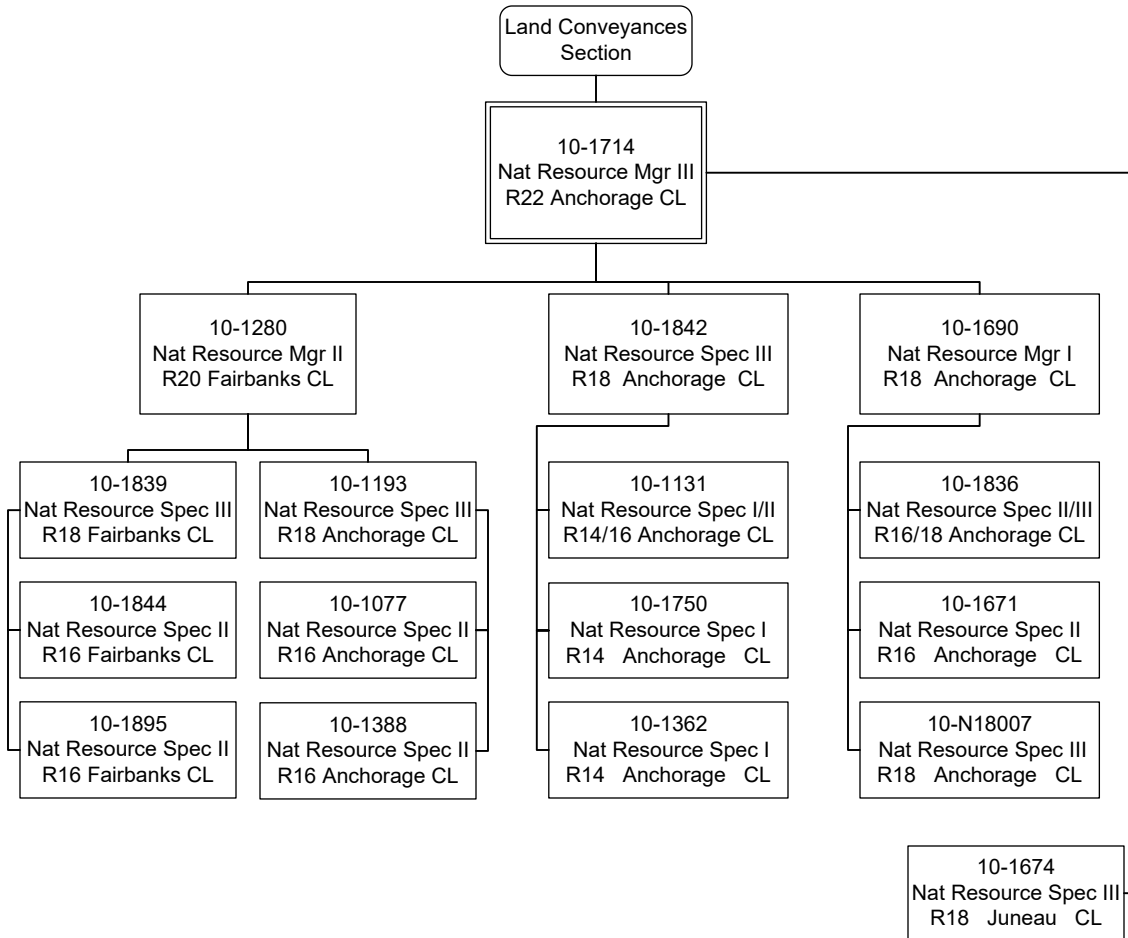 Land Conveyances
Section
10-1714
Nat Resource Mgr III
R22 Anchorage CL
10-1280
Nat Resource Mgr II
R20 Fairbanks CL
10-1842
Nat Resource Spec III
R18 Anchorage CL
10-1690
Nat Resource Mgr I
R18 Anchorage CL
10-1839
Nat Resource Spec III
R18 Fairbanks CL
10-1193
Nat Resource Spec III
R18 Anchorage CL
10-1131
Nat Resource Spec I/II
R14/16 Anchorage CL
10-1836
Nat Resource Spec II/III
R16/18 Anchorage CL
10-1844
Nat Resource Spec II
R16 Fairbanks CL
10-1077
Nat Resource Spec II
R16 Anchorage CL
10-1750
Nat Resource Spec I
R14 Anchorage CL
10-1671
Nat Resource Spec II
R16 Anchorage CL
10-1895
Nat Resource Spec II
R16 Fairbanks CL
10-1388
Nat Resource Spec II
R16 Anchorage CL
10-1362
Nat Resource Spec I
R14 Anchorage CL
10-N18007
Nat Resource Spec III
R18 Anchorage CL
10-1674
Nat Resource Spec III
R18 Juneau CL